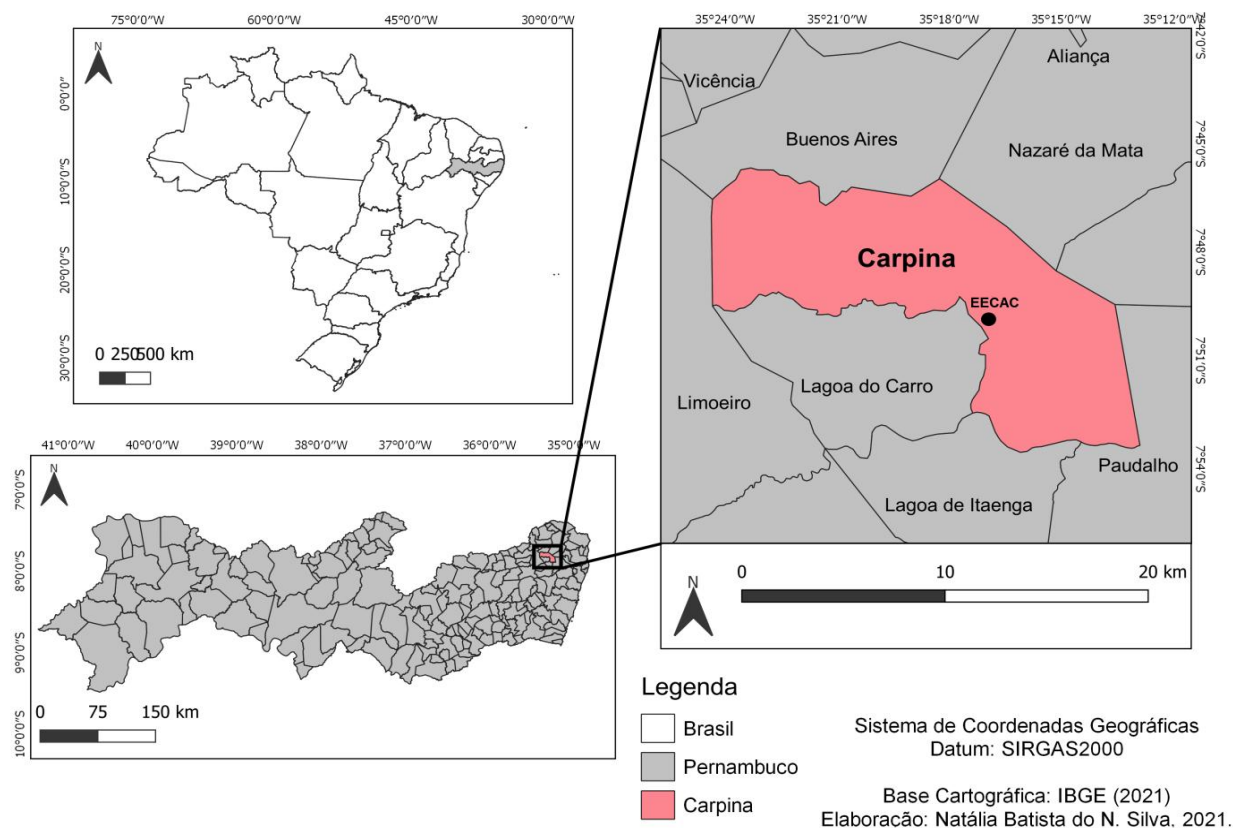 75°0'0"W 60°0'0"W 45°0'0"W 30°0'0"W
N
0°0'0"
10°0'0"S
20°0'0"S
30°0'0"S
0 250500 km
35°24'0"W 35°21'0"W 35°18'0"W 35°15'0"W 35°12'0"W
7°42'0"S
7°45'0"S
7°48'0"S
7°51'0"S
7°54'0"S
Aliança
Vicência
Buenos Aires
Nazaré da Mata
Carpina
EECAC
Lagoa do Carro
Limoeiro
Paudalho
Lagoa de Itaenga
N
0 10 20 km
41°0'0"W 40°0'0"W 39°0'0"W 38°0'0"W 37°0'0"W 36°0'0"W 35°0'0"W
N
7°0'0"S
8°0'0"S
9°0'0"S
10°0'0"S
0 75 150 km
Legenda
Brasil
Pernambuco
Carpina
Sistema de Coordenadas Geográficas
Datum: SIRGAS2000
Base Cartográfica: IBGE (2021)
Elaboração: Natália Batista do N. Silva, 2021.